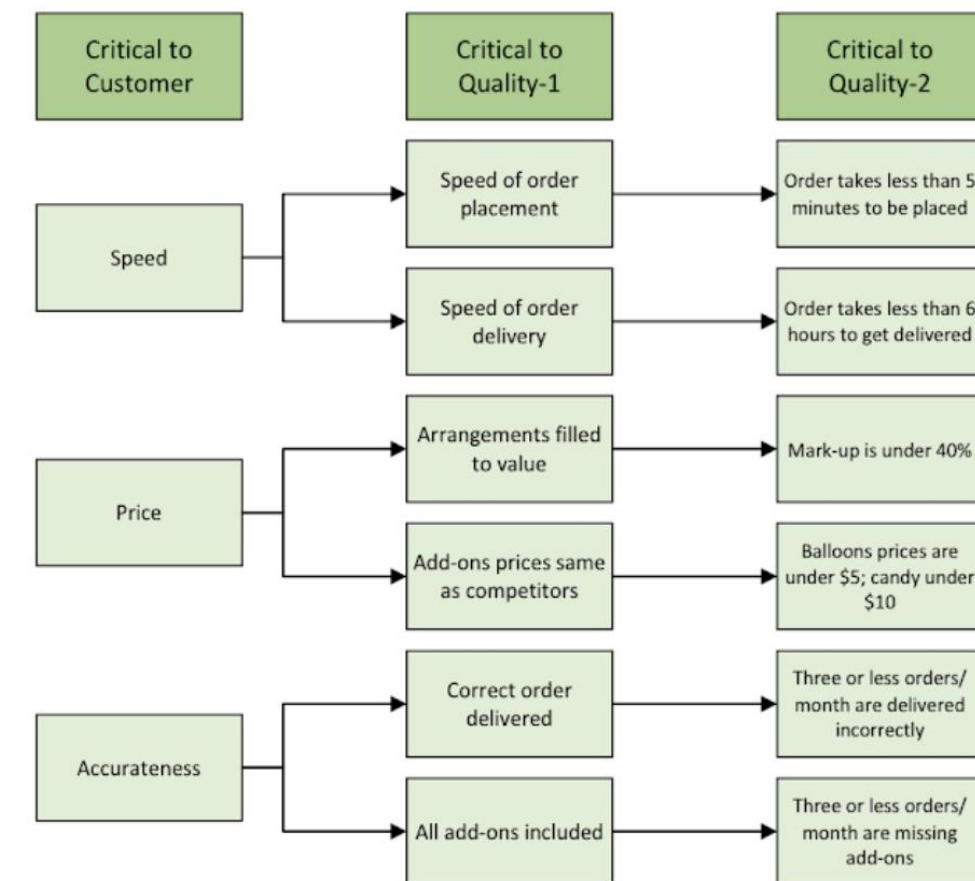 Critical to
Customer
Critical to
Quality-1
Critical to
Quality-2
Speed
Speed of order
placement
Order takes less than 5
minutes to be placed
Speed of order
delivery
Order takes less than 6
hours to get delivered
Price
Arrangements filled
to value
Mark-up is under 40%
Add-ons prices same
as competitors
Balloons prices are
under $5; candy under
$10
Accurateness
Correct order
delivered
Three or less orders/
month are delivered
incorrectly
All add-ons included
Three or less orders/
month are missing
add-ons